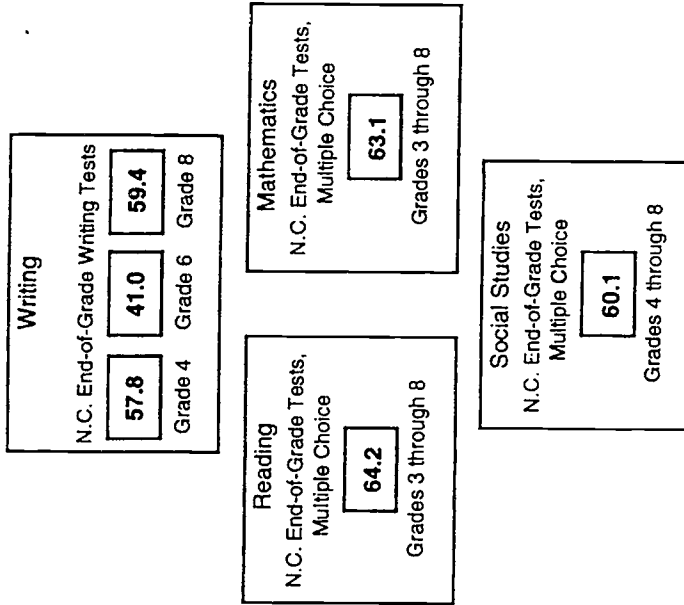 Writing
N.C. End-of-Grade Writing Tests
57.8 41.0 59.4
Grade 4 Grade 6 Grade 8
Reading
N.C. End-of-Grade Tests,
Multiple Choice
64.2
Grades 3 through 8
Mathematics
N.C. End-of-Grade Tests,
Multiple Choice
63.1
Grades 3 through 8
Social Studies
N.C. End-of-Grade Tests,
Multiple Choice
60.1
Grades 4 through 8